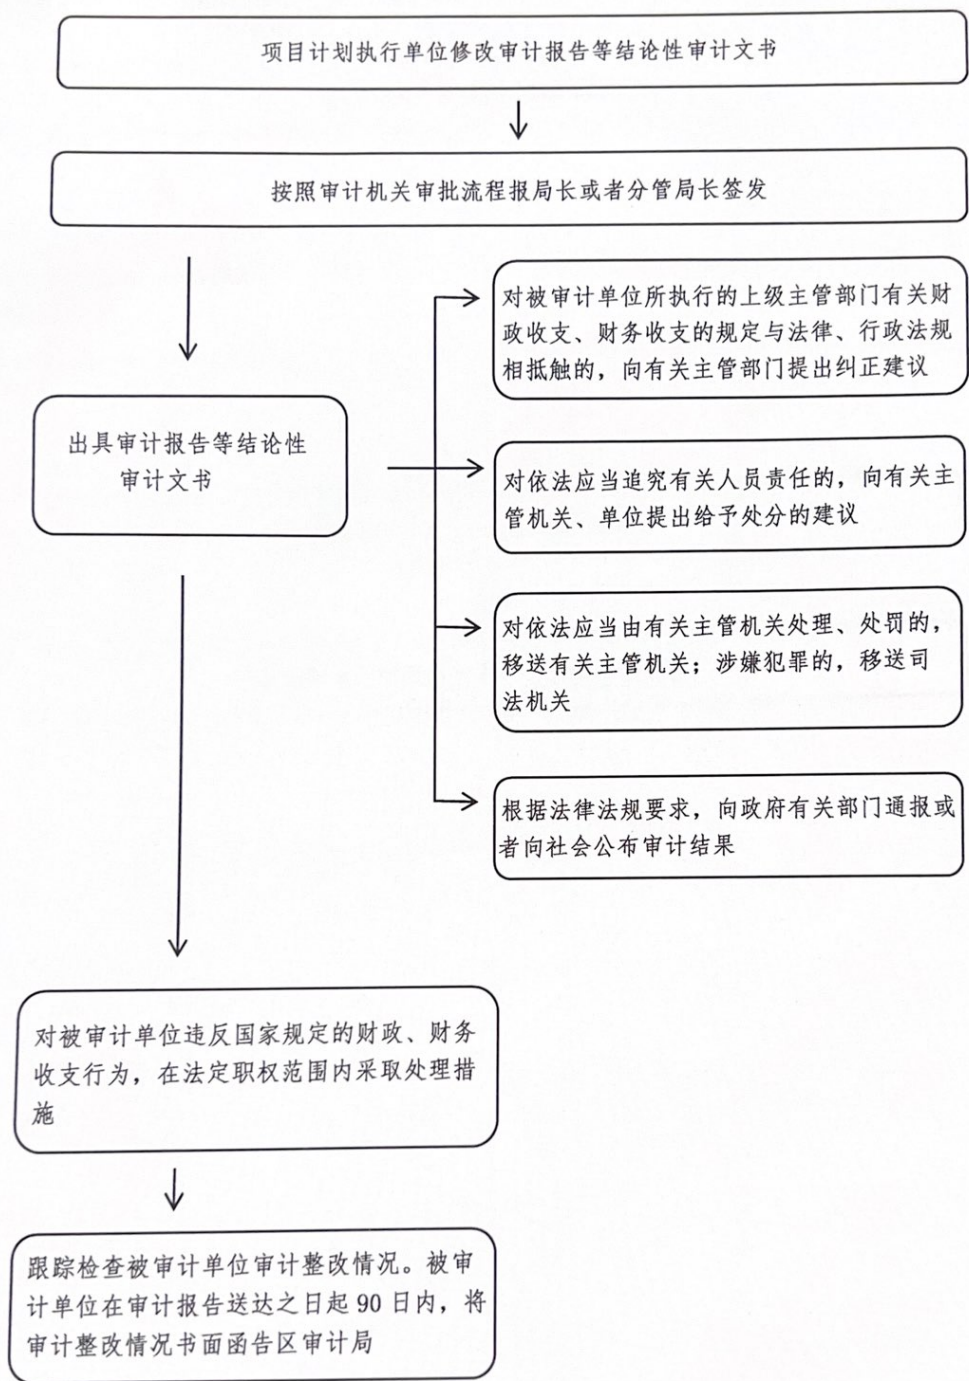 项目计划执行单位修改审计报告等结论性审计文书
按照审计机关审批流程报局长或者分管局长签发
对被审计单位所执行的上级主管部门有关财
政收支、财务收支的规定与法律、行政法规
相抵触的，向有关主管部门提出纠正建议
出具审计报告等结论性
审计文书
对依法应当追究有关人员责任的，向有关主
管机关、单位提出给予处分的建议
对依法应当由有关主管机关处理、处罚的，
移送有关主管机关；涉嫌犯罪的，移送司
法机关
根据法律法规要求，向政府有关部门通报或
者向社会公布审计结果
对被审计单位违反国家规定的财政、财务
收支行为，在法定职权范围内采取处理措
施
跟踪检查被审计单位审计整改情况。被审
计单位在审计报告送达之日起 90 日内，将
审计整改情况书面函告区审计局